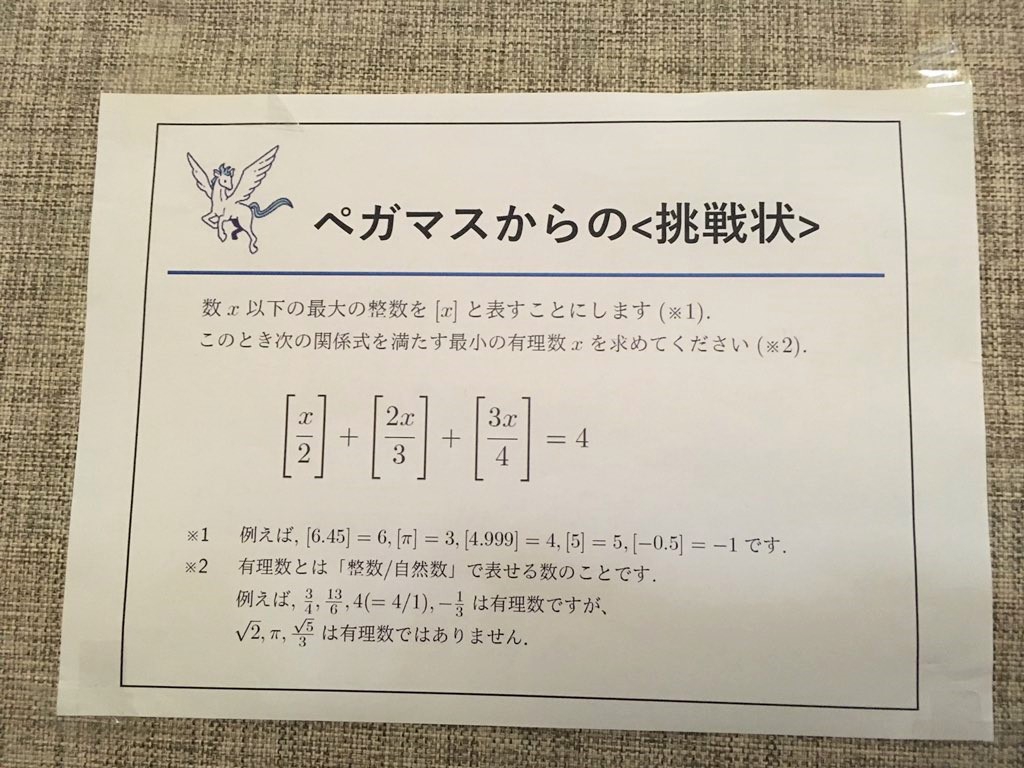 ペガマスからの<挑戦状>
数 x 以下の最大の整数を [x] と表すことにします (※1).
このとき次の関係式を満たす最小の有理数 x を求めてください (※2).
[x/2] + [2x/3] + [3x/4] = 4
※1 例えば, [6.45] = 6, [π] = 3, [4.999] = 4, [5] = 5, [−0.5] = −1 です.
※2 有理数とは「整数/自然数」で表せる数のことです.
例えば, 3/4, 13/6, 4(= 4/1), −1/3 は有理数ですが、
√2, π, √5/3 は有理数ではありません.